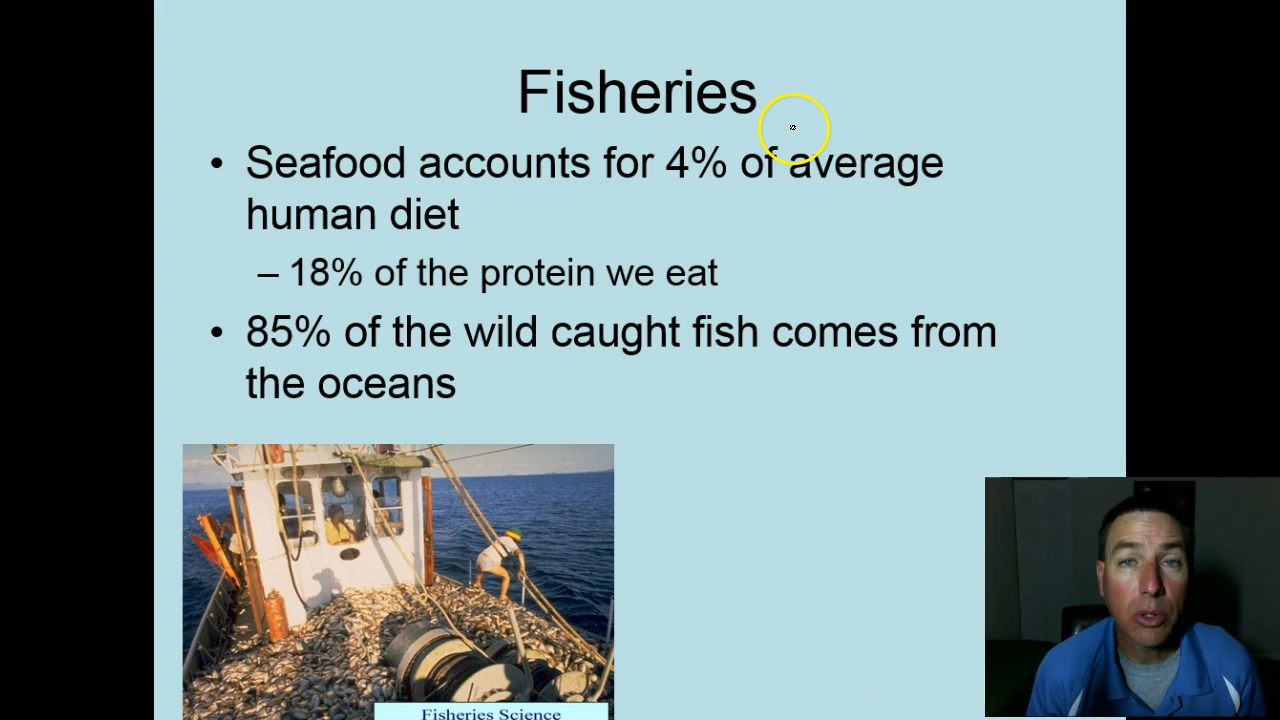 Fisheries
• Seafood accounts for 4% of average
human diet
– 18% of the protein we eat
• 85% of the wild caught fish comes from
the oceans
Fisheries Science